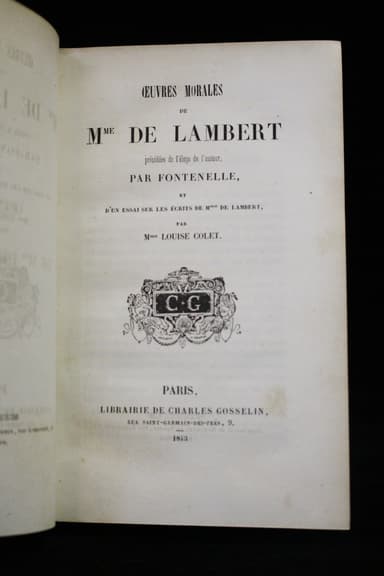 ŒUVRES MORALES
DE
MME DE LAMBERT
précédées de l'éloge de l'auteur,
PAR FONTENELLE,
ET
D'UN ESSAI SUR LES ÉCRITS DE MME DE LAMBERT,
PAR
MME LOUISE COLET.
C·G
PARIS,
LIBRAIRIE DE CHARLES GOSSELIN,
RUE SAINT-GERMAIN-DES-PRÉS, 9.
1843